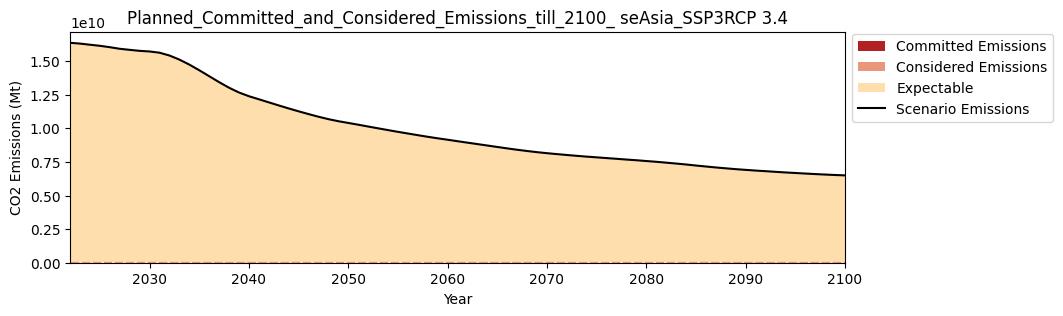 Planned_Committed_and_Considered_Emissions_till_2100_ seAsia_SSP3RCP 3.4
1e10
1.50
1.25
1.00
0.75
0.50
0.25
0.00
CO2 Emissions (Mt)
2030 2040 2050 2060 2070 2080 2090 2100
Year
Committed Emissions
Considered Emissions
Expectable
Scenario Emissions